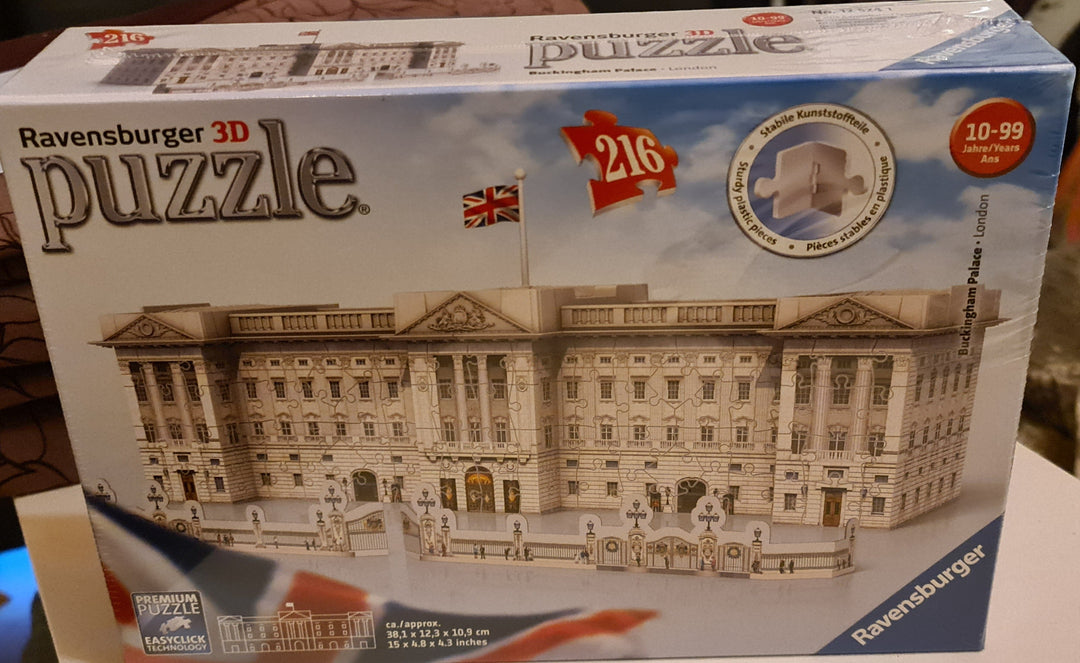 216
Ravensburger 3D
puzzle
Buckingham Palace · London
10-99
Ravensburger
Ravensburger 3D
puzzle®
216
Stabile Kunststoffteile
Sturdy plastic pieces
Pièces stables en plastique
10-99
Jahre/Years
Ans
Buckingham Palace · London
PREMIUM
PUZZLE
EASYCLICK
TECHNOLOGY
ca./approx.
38,1 x 12,3 x 10,9 cm
15 x 4.8 x 4.3 inches
Ravensburger